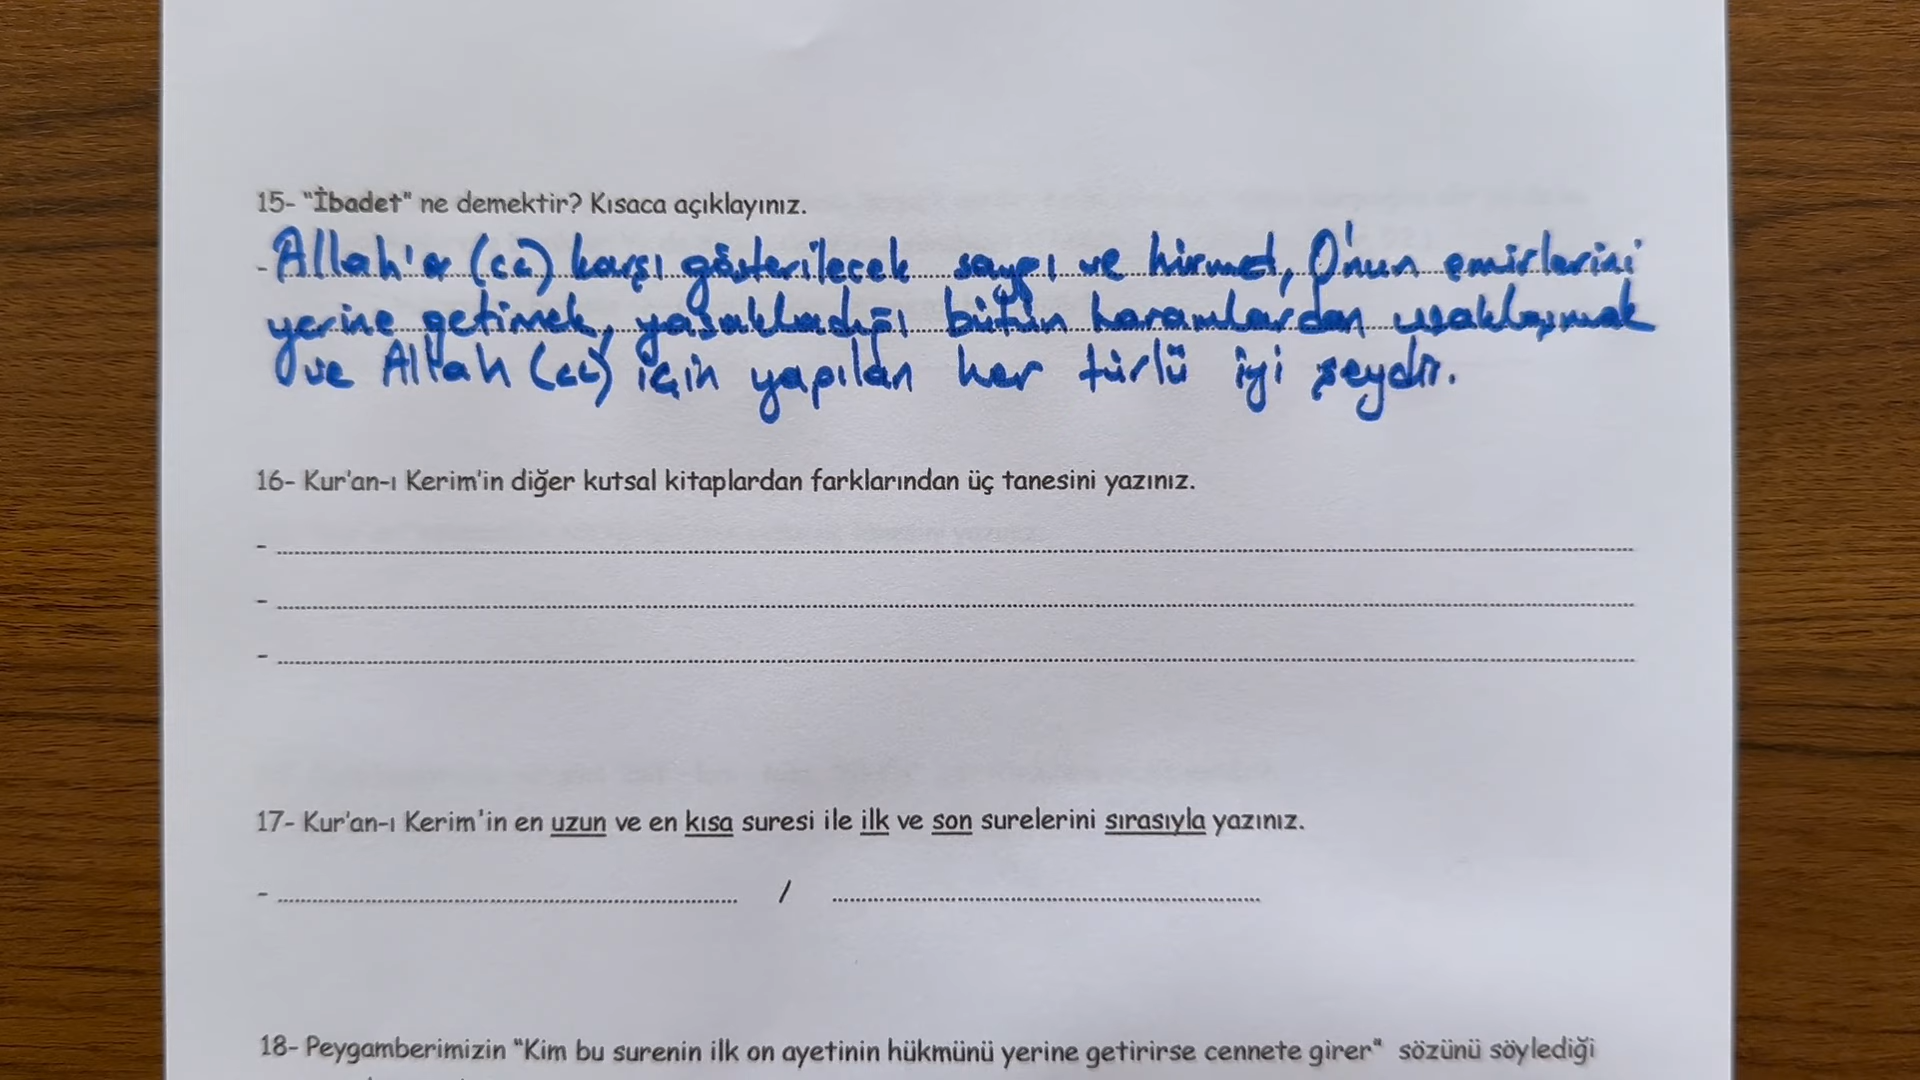 15- "İbadet" ne demektir? Kısaca açıklayınız.
- Allah'a (cc) karşı gösterilecek saygı ve hürmet, O'nun emirlerini
yerine getimek, yasakladığı bütün haramlardan uzaklaşmak
ve Allah (cc) için yapılan her türlü iyi şeydir.
16- Kur'an-ı Kerim'in diğer kutsal kitaplardan farklarından üç tanesini yazınız.
-
-
-
17- Kur'an-ı Kerim'in en uzun ve en kısa suresi ile ilk ve son surelerini sırasıyla yazınız.
- /
18- Peygamberimizin "Kim bu surenin ilk on ayetinin hükmünü yerine getirirse cennete girer" sözünü söylediği